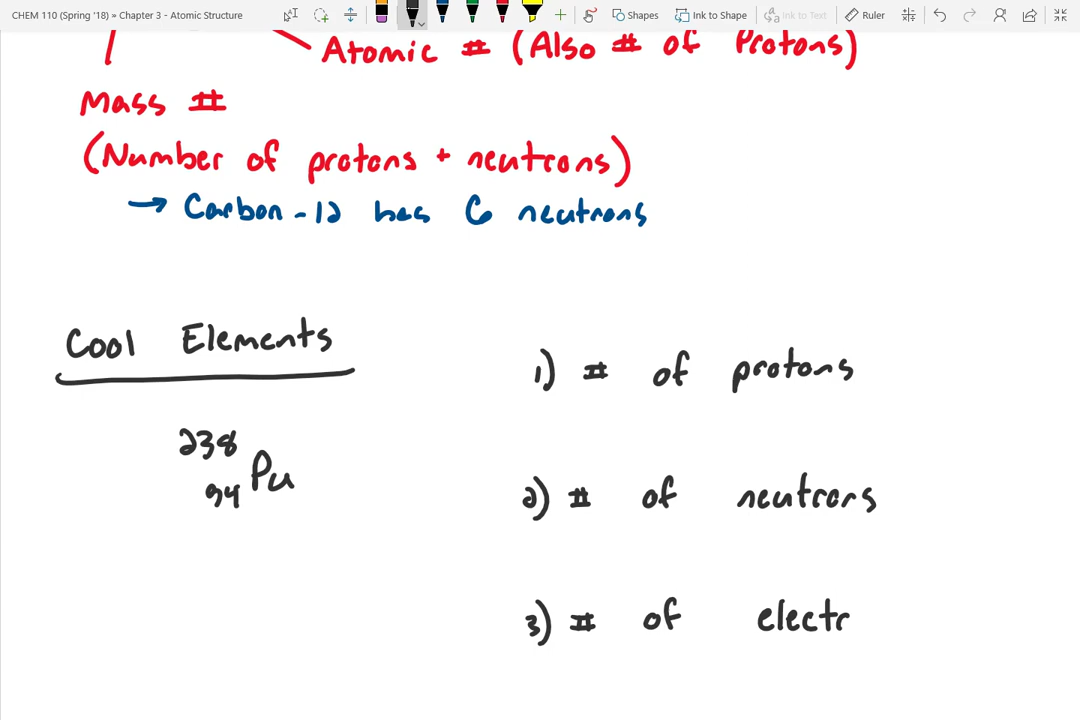 CHEM 110 (Spring '18) » Chapter 3 - Atomic Structure
Shapes Ink to Shape Ink to Text Ruler
Atomic # (Also # of Protons)
Mass #
(Number of protons + neutrons)
→ Carbon-12 has 6 neutrons
Cool Elements
1) # of protons
238
94 Pu
2) # of neutrons
3) # of electr